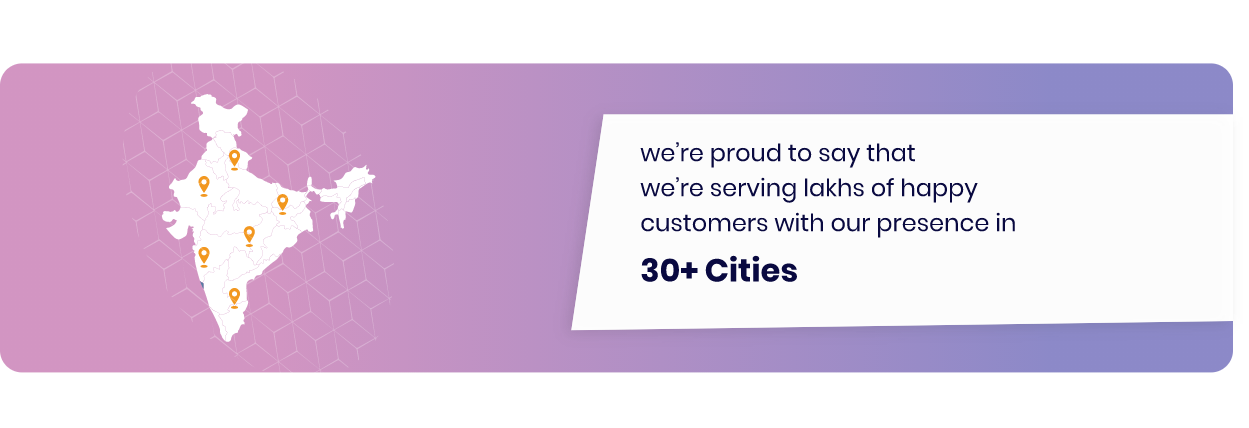 we’re proud to say that
we’re serving lakhs of happy
customers with our presence in
30+ Cities